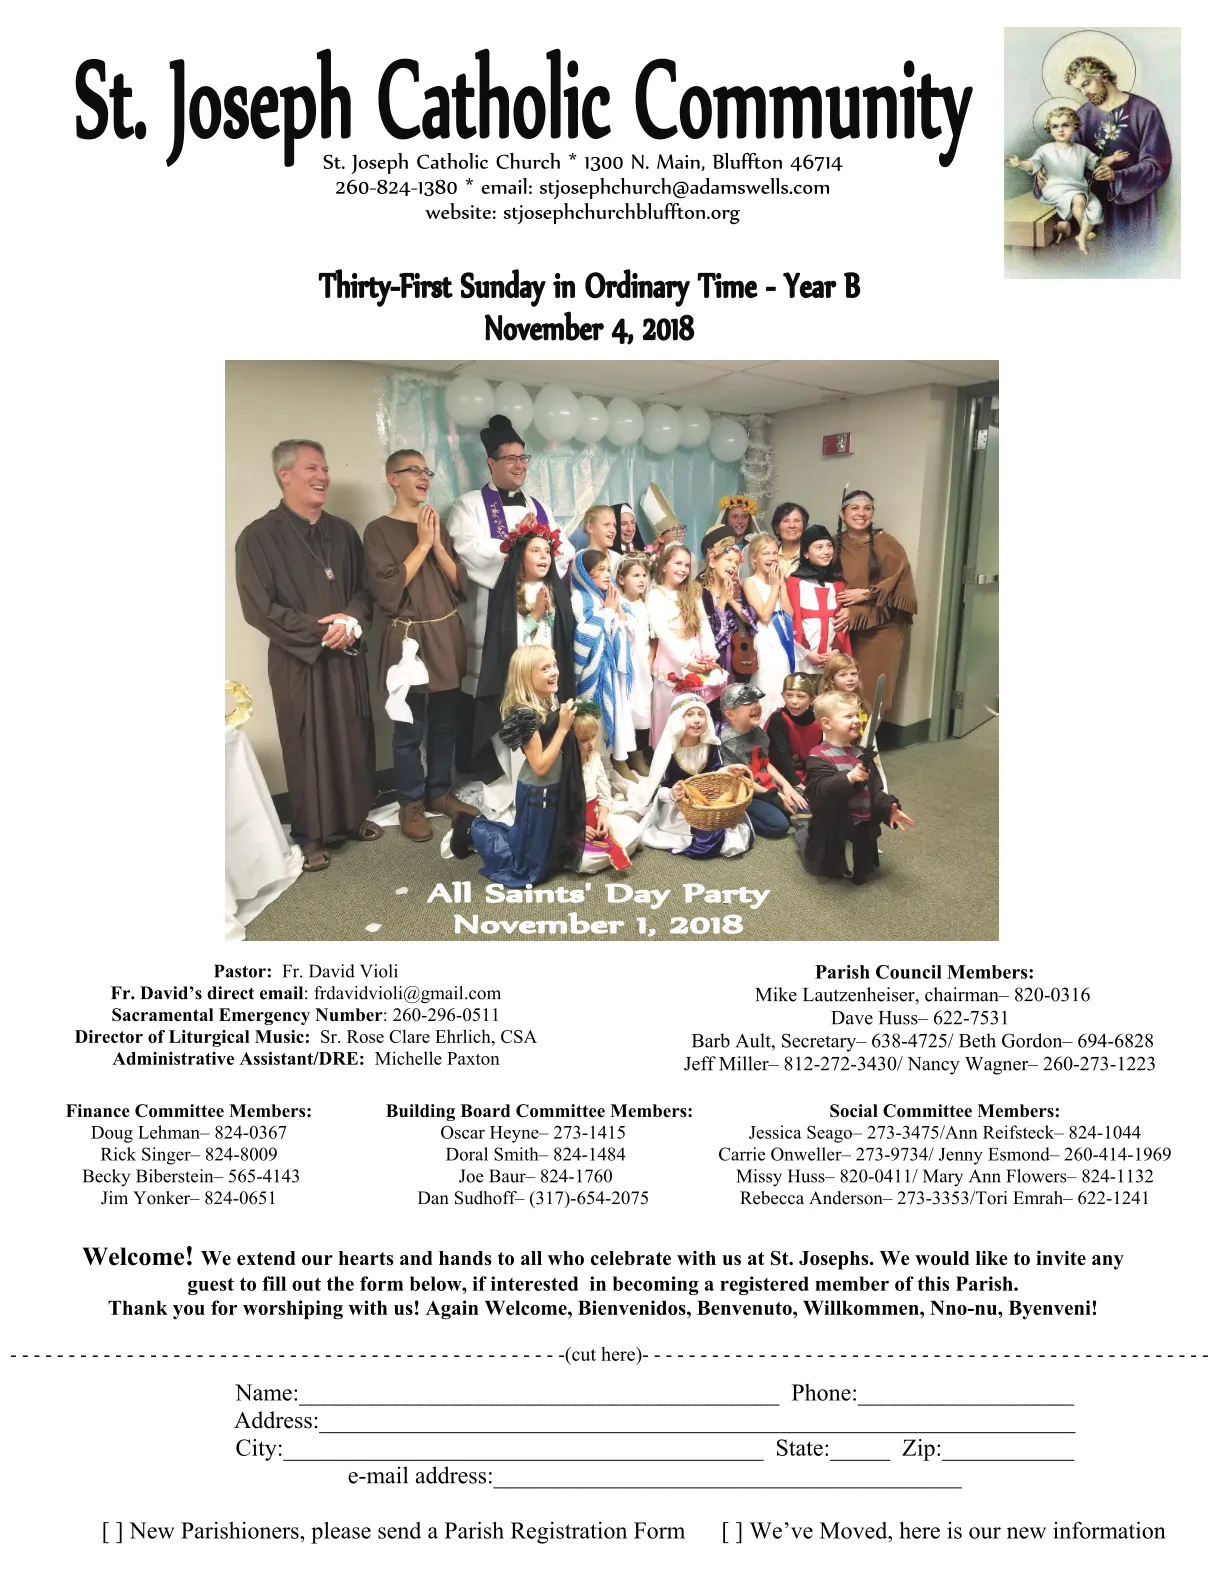 St. Joseph Catholic Community
St. Joseph Catholic Church * 1300 N. Main, Bluffton 46714
260-824-1380 * email: stjosephchurch@adamswells.com
website: stjosephchurchbluffton.org
Thirty-First Sunday in Ordinary Time - Year B
November 4, 2018
All Saints' Day Party
November 1, 2018
Pastor: Fr. David Violi
Fr. David’s direct email: frdavidvioli@gmail.com
Sacramental Emergency Number: 260-296-0511
Director of Liturgical Music: Sr. Rose Clare Ehrlich, CSA
Administrative Assistant/DRE: Michelle Paxton
Parish Council Members:
Mike Lautzenheiser, chairman– 820-0316
Dave Huss– 622-7531
Barb Ault, Secretary– 638-4725/ Beth Gordon– 694-6828
Jeff Miller– 812-272-3430/ Nancy Wagner– 260-273-1223
Finance Committee Members:
Doug Lehman– 824-0367
Rick Singer– 824-8009
Becky Biberstein– 565-4143
Jim Yonker– 824-0651
Building Board Committee Members:
Oscar Heyne– 273-1415
Doral Smith– 824-1484
Joe Baur– 824-1760
Dan Sudhoff– (317)-654-2075
Social Committee Members:
Jessica Seago– 273-3475/Ann Reifsteck– 824-1044
Carrie Onweller– 273-9734/ Jenny Esmond– 260-414-1969
Missy Huss– 820-0411/ Mary Ann Flowers– 824-1132
Rebecca Anderson– 273-3353/Tori Emrah– 622-1241
Welcome! We extend our hearts and hands to all who celebrate with us at St. Josephs. We would like to invite any
guest to fill out the form below, if interested in becoming a registered member of this Parish.
Thank you for worshiping with us! Again Welcome, Bienvenidos, Benvenuto, Willkommen, Nno-nu, Byenveni!
- - - - - - - - - - - - - - - - - - - - - - - - - - - - - - - - - - - - - - - - - - - - - - - -(cut here)- - - - - - - - - - - - - - - - - - - - - - - - - - - - - - - - - - - - - - - - - - - - - - - - -
Name:________________________________________ Phone:__________________
Address:_______________________________________________________________
City:________________________________________ State:_____ Zip:___________
e-mail address:_______________________________________
[ ] New Parishioners, please send a Parish Registration Form [ ] We’ve Moved, here is our new information